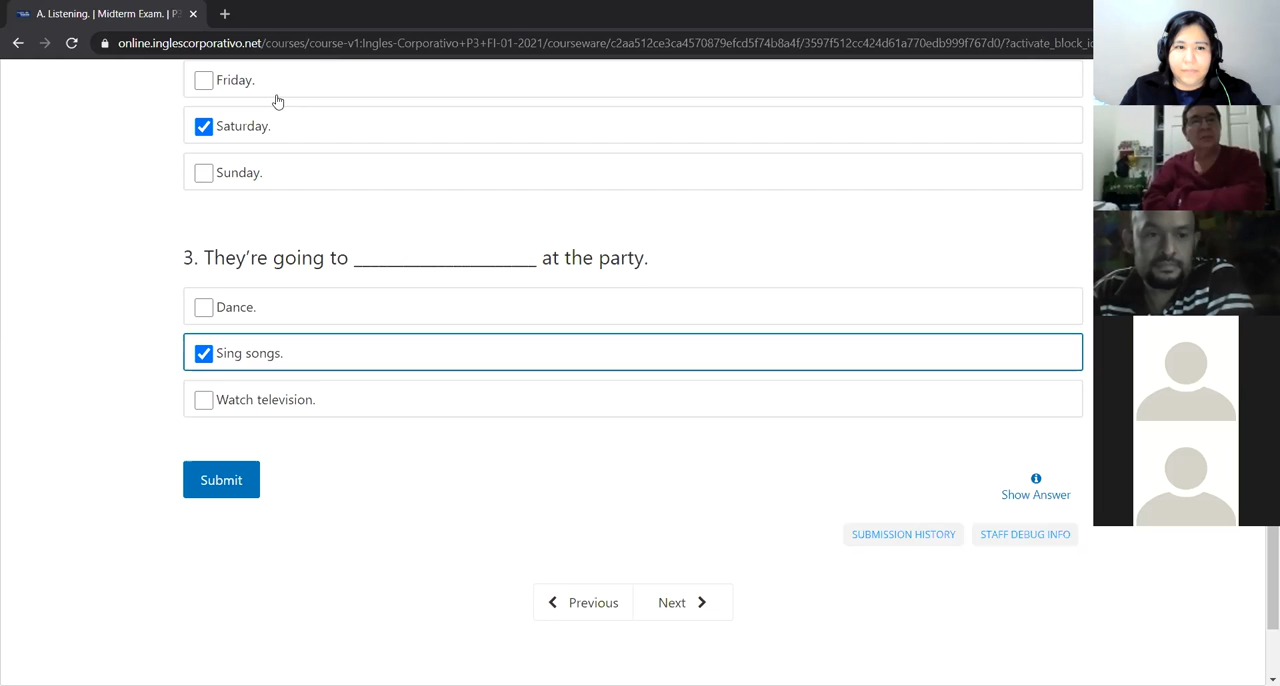 A. Listening. | Midterm Exam. | P3
online.inglescorporativo.net/courses/course-v1:Ingles-Corporativo+P3+FI-01-2021/courseware/c2aa512ce3ca4570879efcd5f74b8a4f/3597f512cc424d61a770edb999f767d0/?activate_block_i
Friday.
Saturday.
Sunday.
3. They’re going to ____________________ at the party.
Dance.
Sing songs.
Watch television.
Submit
Show Answer
SUBMISSION HISTORY
STAFF DEBUG INFO
Previous
Next